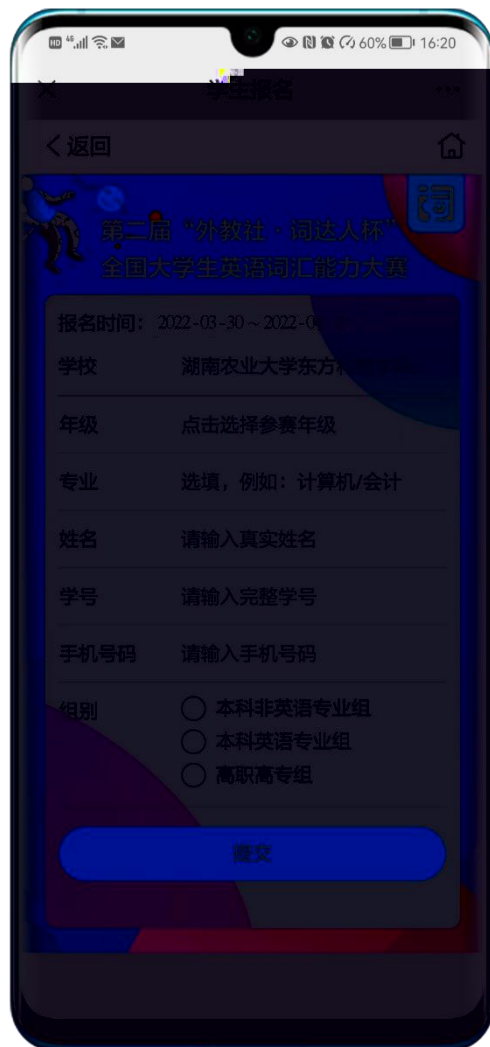 HD 46 60% 16:20
学生报名
返回
词
第二届“外教社·词达人杯”
全国大学生英语词汇能力大赛
报名时间: 2022-03-30 ~ 2022-0
学校 湖南农业大学东方
年级 点击选择参赛年级
专业 选填，例如：计算机/会计
姓名 请输入真实姓名
学号 请输入完整学号
手机号码 请输入手机号码
组别 本科非英语专业组
本科英语专业组
高职高专组
提交